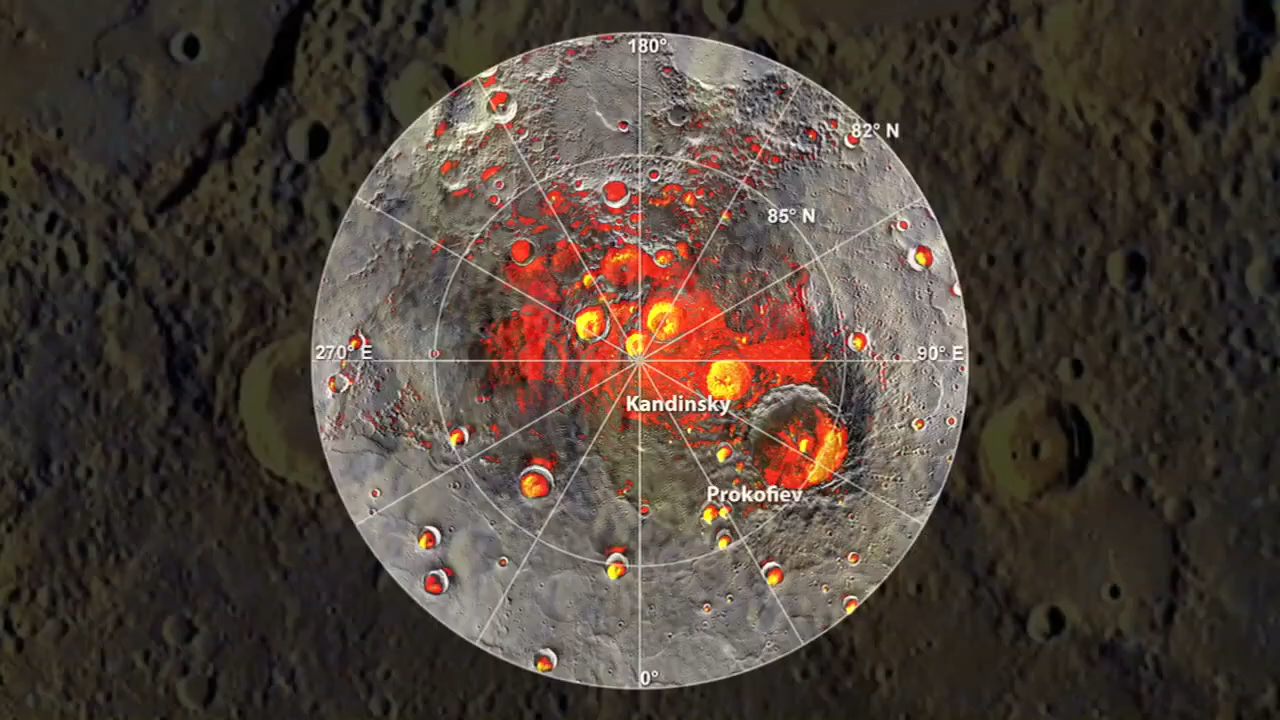 180°
82° N
85° N
270° E
90° E
Kandinsky
Prokofiev
0°